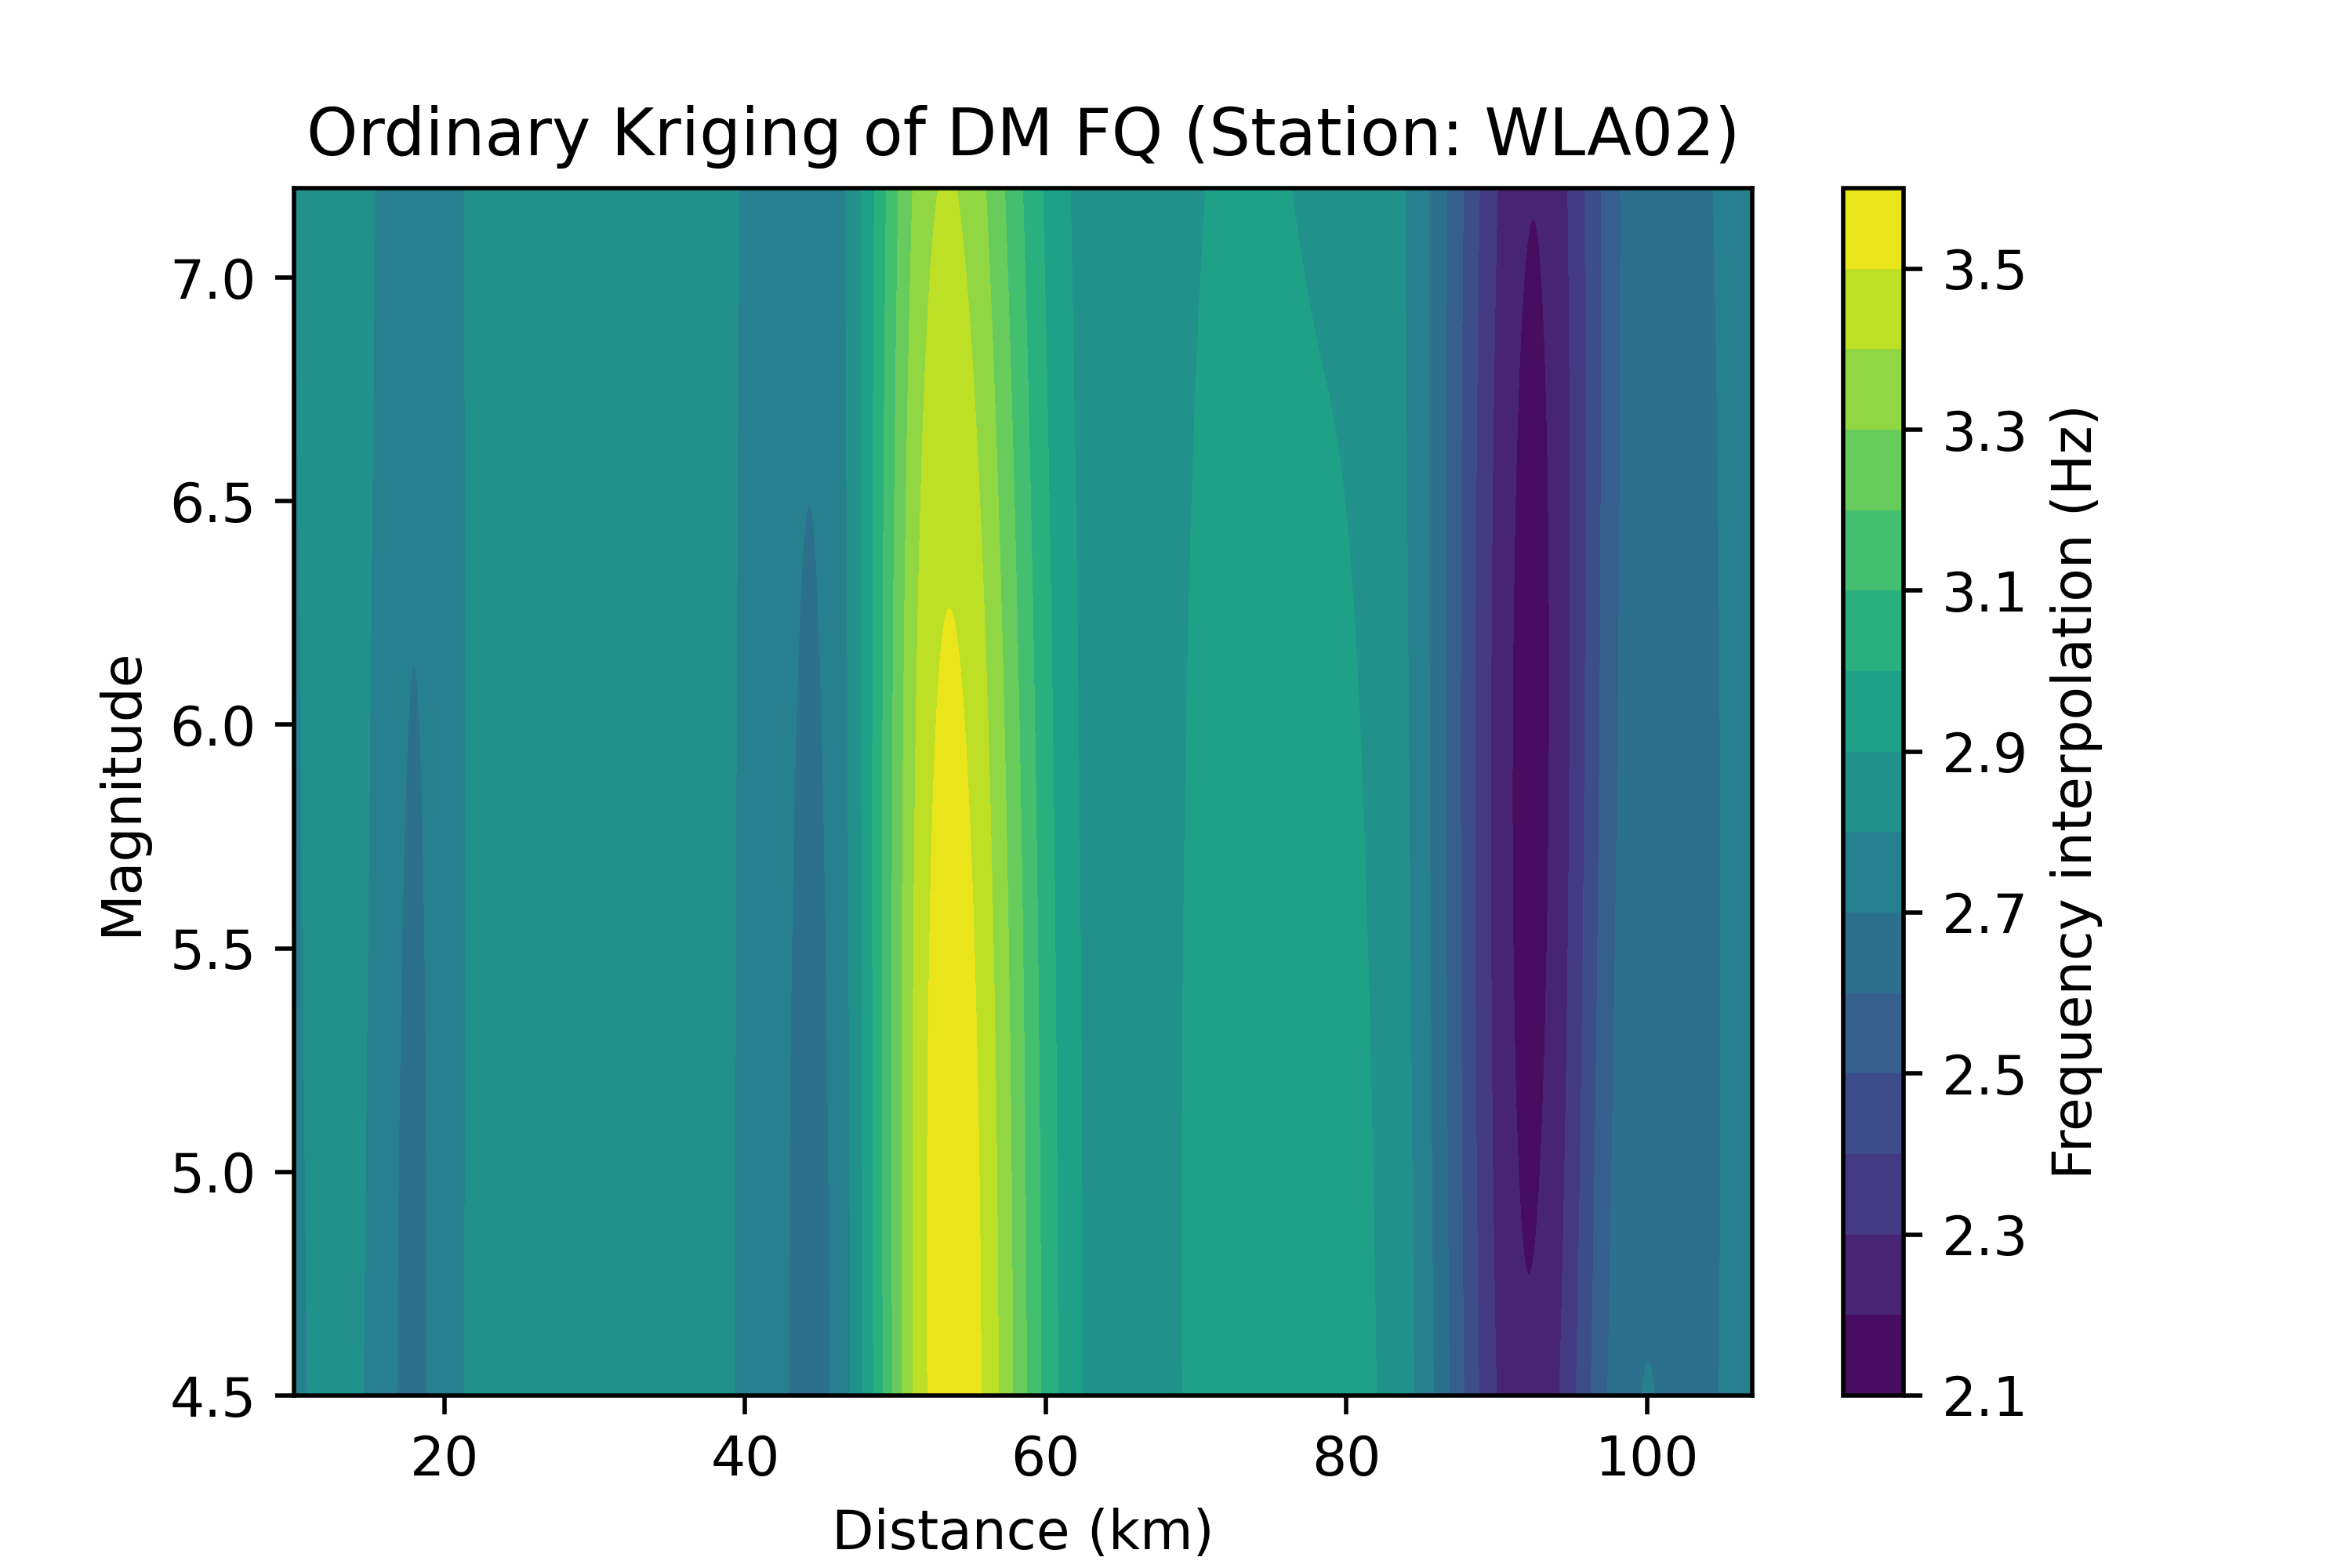 Ordinary Kriging of DM FQ (Station: WLA02)
7.0
6.5
6.0
5.5
5.0
4.5
Magnitude
20 40 60 80 100
Distance (km)
3.5
3.3
3.1
2.9
2.7
2.5
2.3
2.1
Frequency interpolation (Hz)